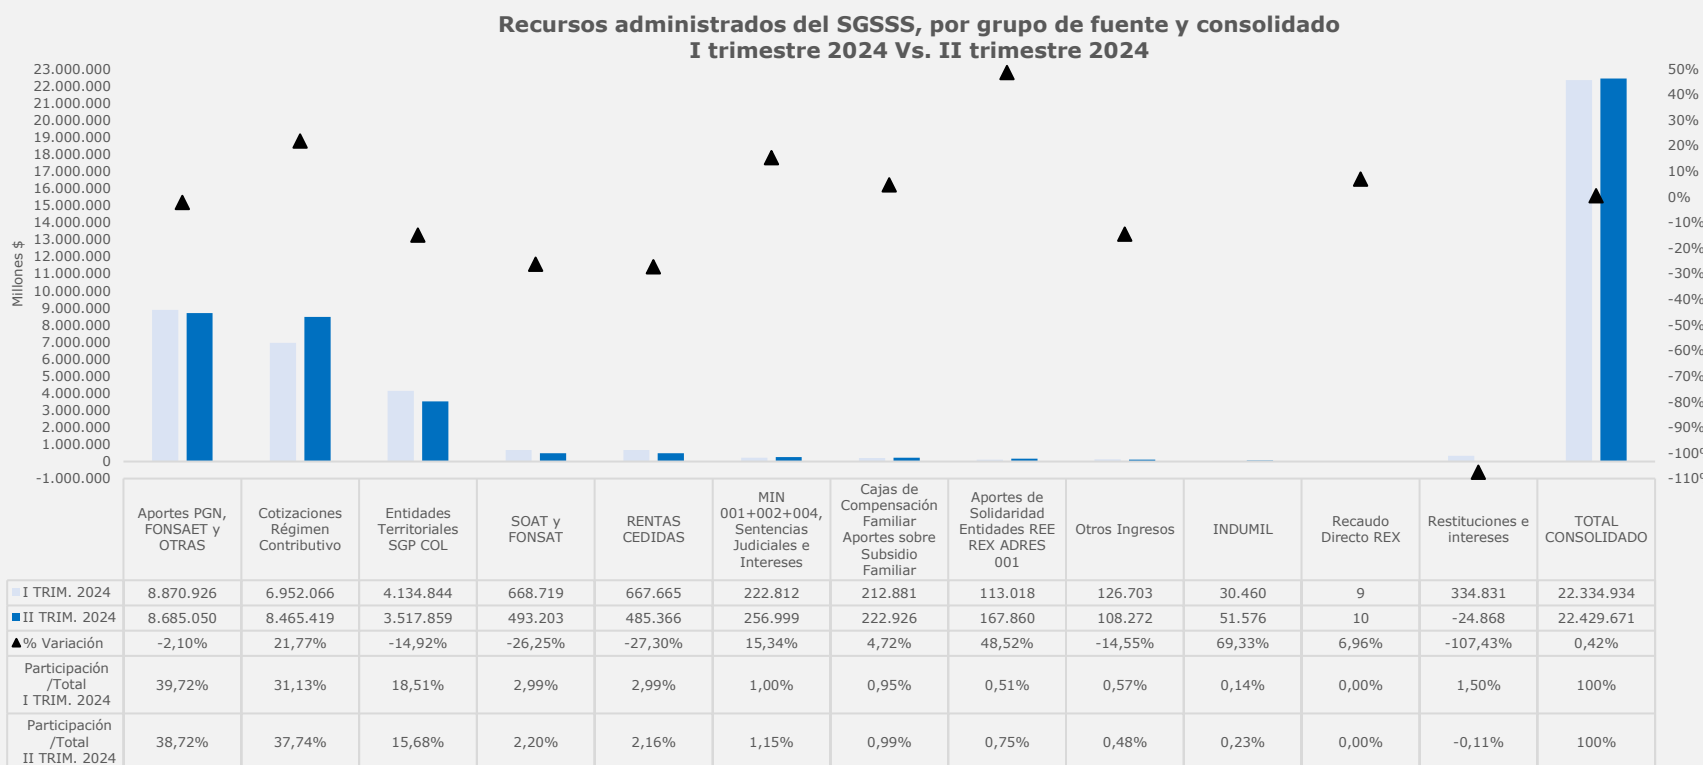 Recursos administrados del SGSSS, por grupo de fuente y consolidado
I trimestre 2024 Vs. II trimestre 2024
Millones $
23.000.000
22.000.000
21.000.000
20.000.000
19.000.000
18.000.000
17.000.000
16.000.000
15.000.000
14.000.000
13.000.000
12.000.000
11.000.000
10.000.000
9.000.000
8.000.000
7.000.000
6.000.000
5.000.000
4.000.000
3.000.000
2.000.000
1.000.000
0
-1.000.000
50%
40%
30%
20%
10%
0%
-10%
-20%
-30%
-40%
-50%
-60%
-70%
-80%
-90%
-100%
-110%
Aportes PGN,
FONSAET y
OTRAS
Cotizaciones
Régimen
Contributivo
Entidades
Territoriales
SGP COL
SOAT y
FONSAT
RENTAS
CEDIDAS
MIN
001+002+004,
Sentencias
Judiciales e
Intereses
Cajas de
Compensación
Familiar
Aportes sobre
Subsidio
Familiar
Aportes de
Solidaridad
Entidades REE
REX ADRES
001
Otros Ingresos
INDUMIL
Recaudo
Directo REX
Restituciones e
intereses
TOTAL
CONSOLIDADO
I TRIM. 2024 8.870.926 6.952.066 4.134.844 668.719 667.665 222.812 212.881 113.018 126.703 30.460 9 334.831 22.334.934
II TRIM. 2024 8.685.050 8.465.419 3.517.859 493.203 485.366 256.999 222.926 167.860 108.272 51.576 10 -24.868 22.429.671
% Variación -2,10% 21,77% -14,92% -26,25% -27,30% 15,34% 4,72% 48,52% -14,55% 69,33% 6,96% -107,43% 0,42%
Participación
/Total
I TRIM. 2024
39,72% 31,13% 18,51% 2,99% 2,99% 1,00% 0,95% 0,51% 0,57% 0,14% 0,00% 1,50% 100%
Participación
/Total
II TRIM. 2024
38,72% 37,74% 15,68% 2,20% 2,16% 1,15% 0,99% 0,75% 0,48% 0,23% 0,00% -0,11% 100%